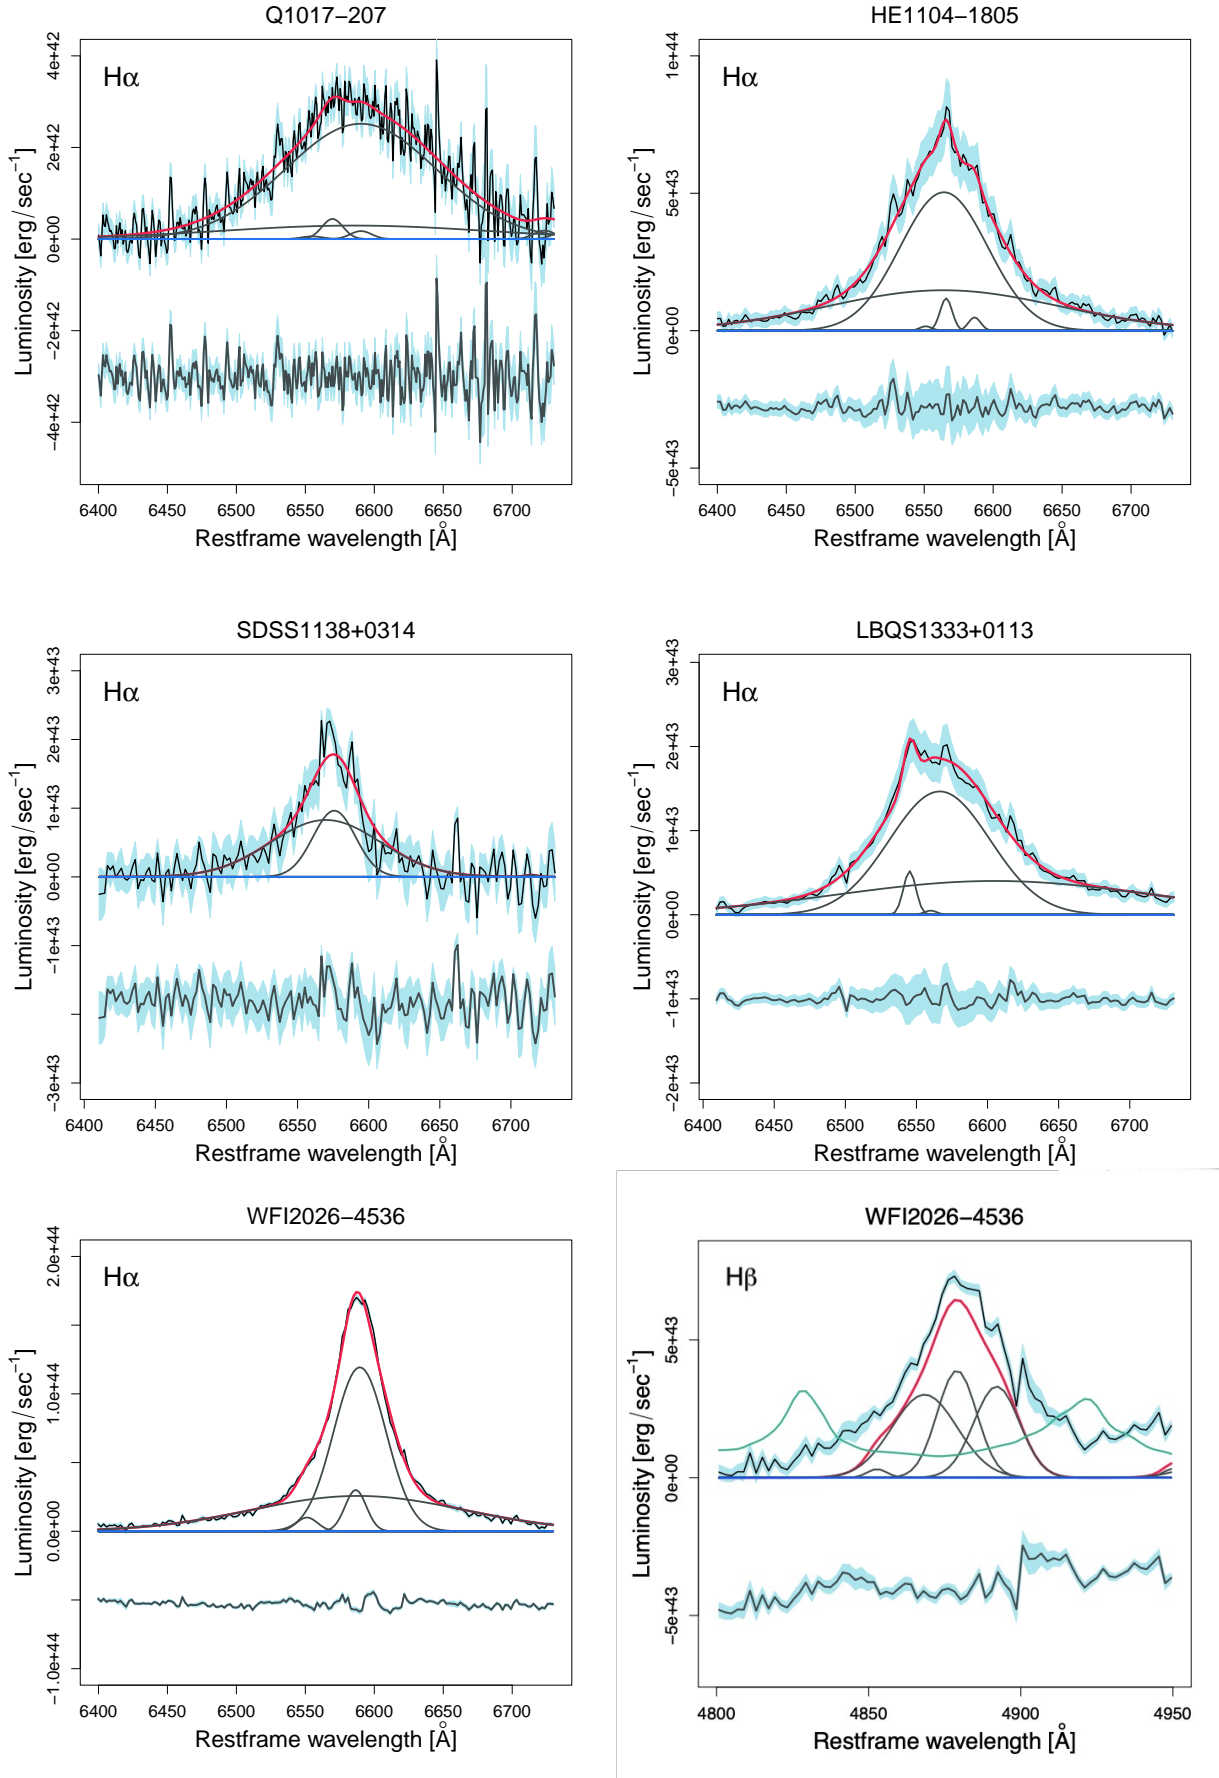 Q1017−207
Hα
4e+42
2e+42
0e+00
−2e+42
−4e+42
Luminosity [erg/sec⁻¹]
6400 6450 6500 6550 6600 6650 6700
Restframe wavelength [Å]
HE1104−1805
Hα
1e+44
5e+43
0e+00
−5e+43
Luminosity [erg/sec⁻¹]
6400 6450 6500 6550 6600 6650 6700
Restframe wavelength [Å]
SDSS1138+0314
Hα
3e+43
2e+43
1e+43
0e+00
−1e+43
−3e+43
Luminosity [erg/sec⁻¹]
6400 6450 6500 6550 6600 6650 6700
Restframe wavelength [Å]
LBQS1333+0113
Hα
3e+43
2e+43
1e+43
0e+00
−1e+43
−2e+43
Luminosity [erg/sec⁻¹]
6400 6450 6500 6550 6600 6650 6700
Restframe wavelength [Å]
WFI2026−4536
Hα
2.0e+44
1.0e+44
0.0e+00
−1.0e+44
Luminosity [erg/sec⁻¹]
6400 6450 6500 6550 6600 6650 6700
Restframe wavelength [Å]
WFI2026−4536
Hβ
5e+43
0e+00
−5e+43
Luminosity [erg/sec⁻¹]
4800 4850 4900 4950
Restframe wavelength [Å]